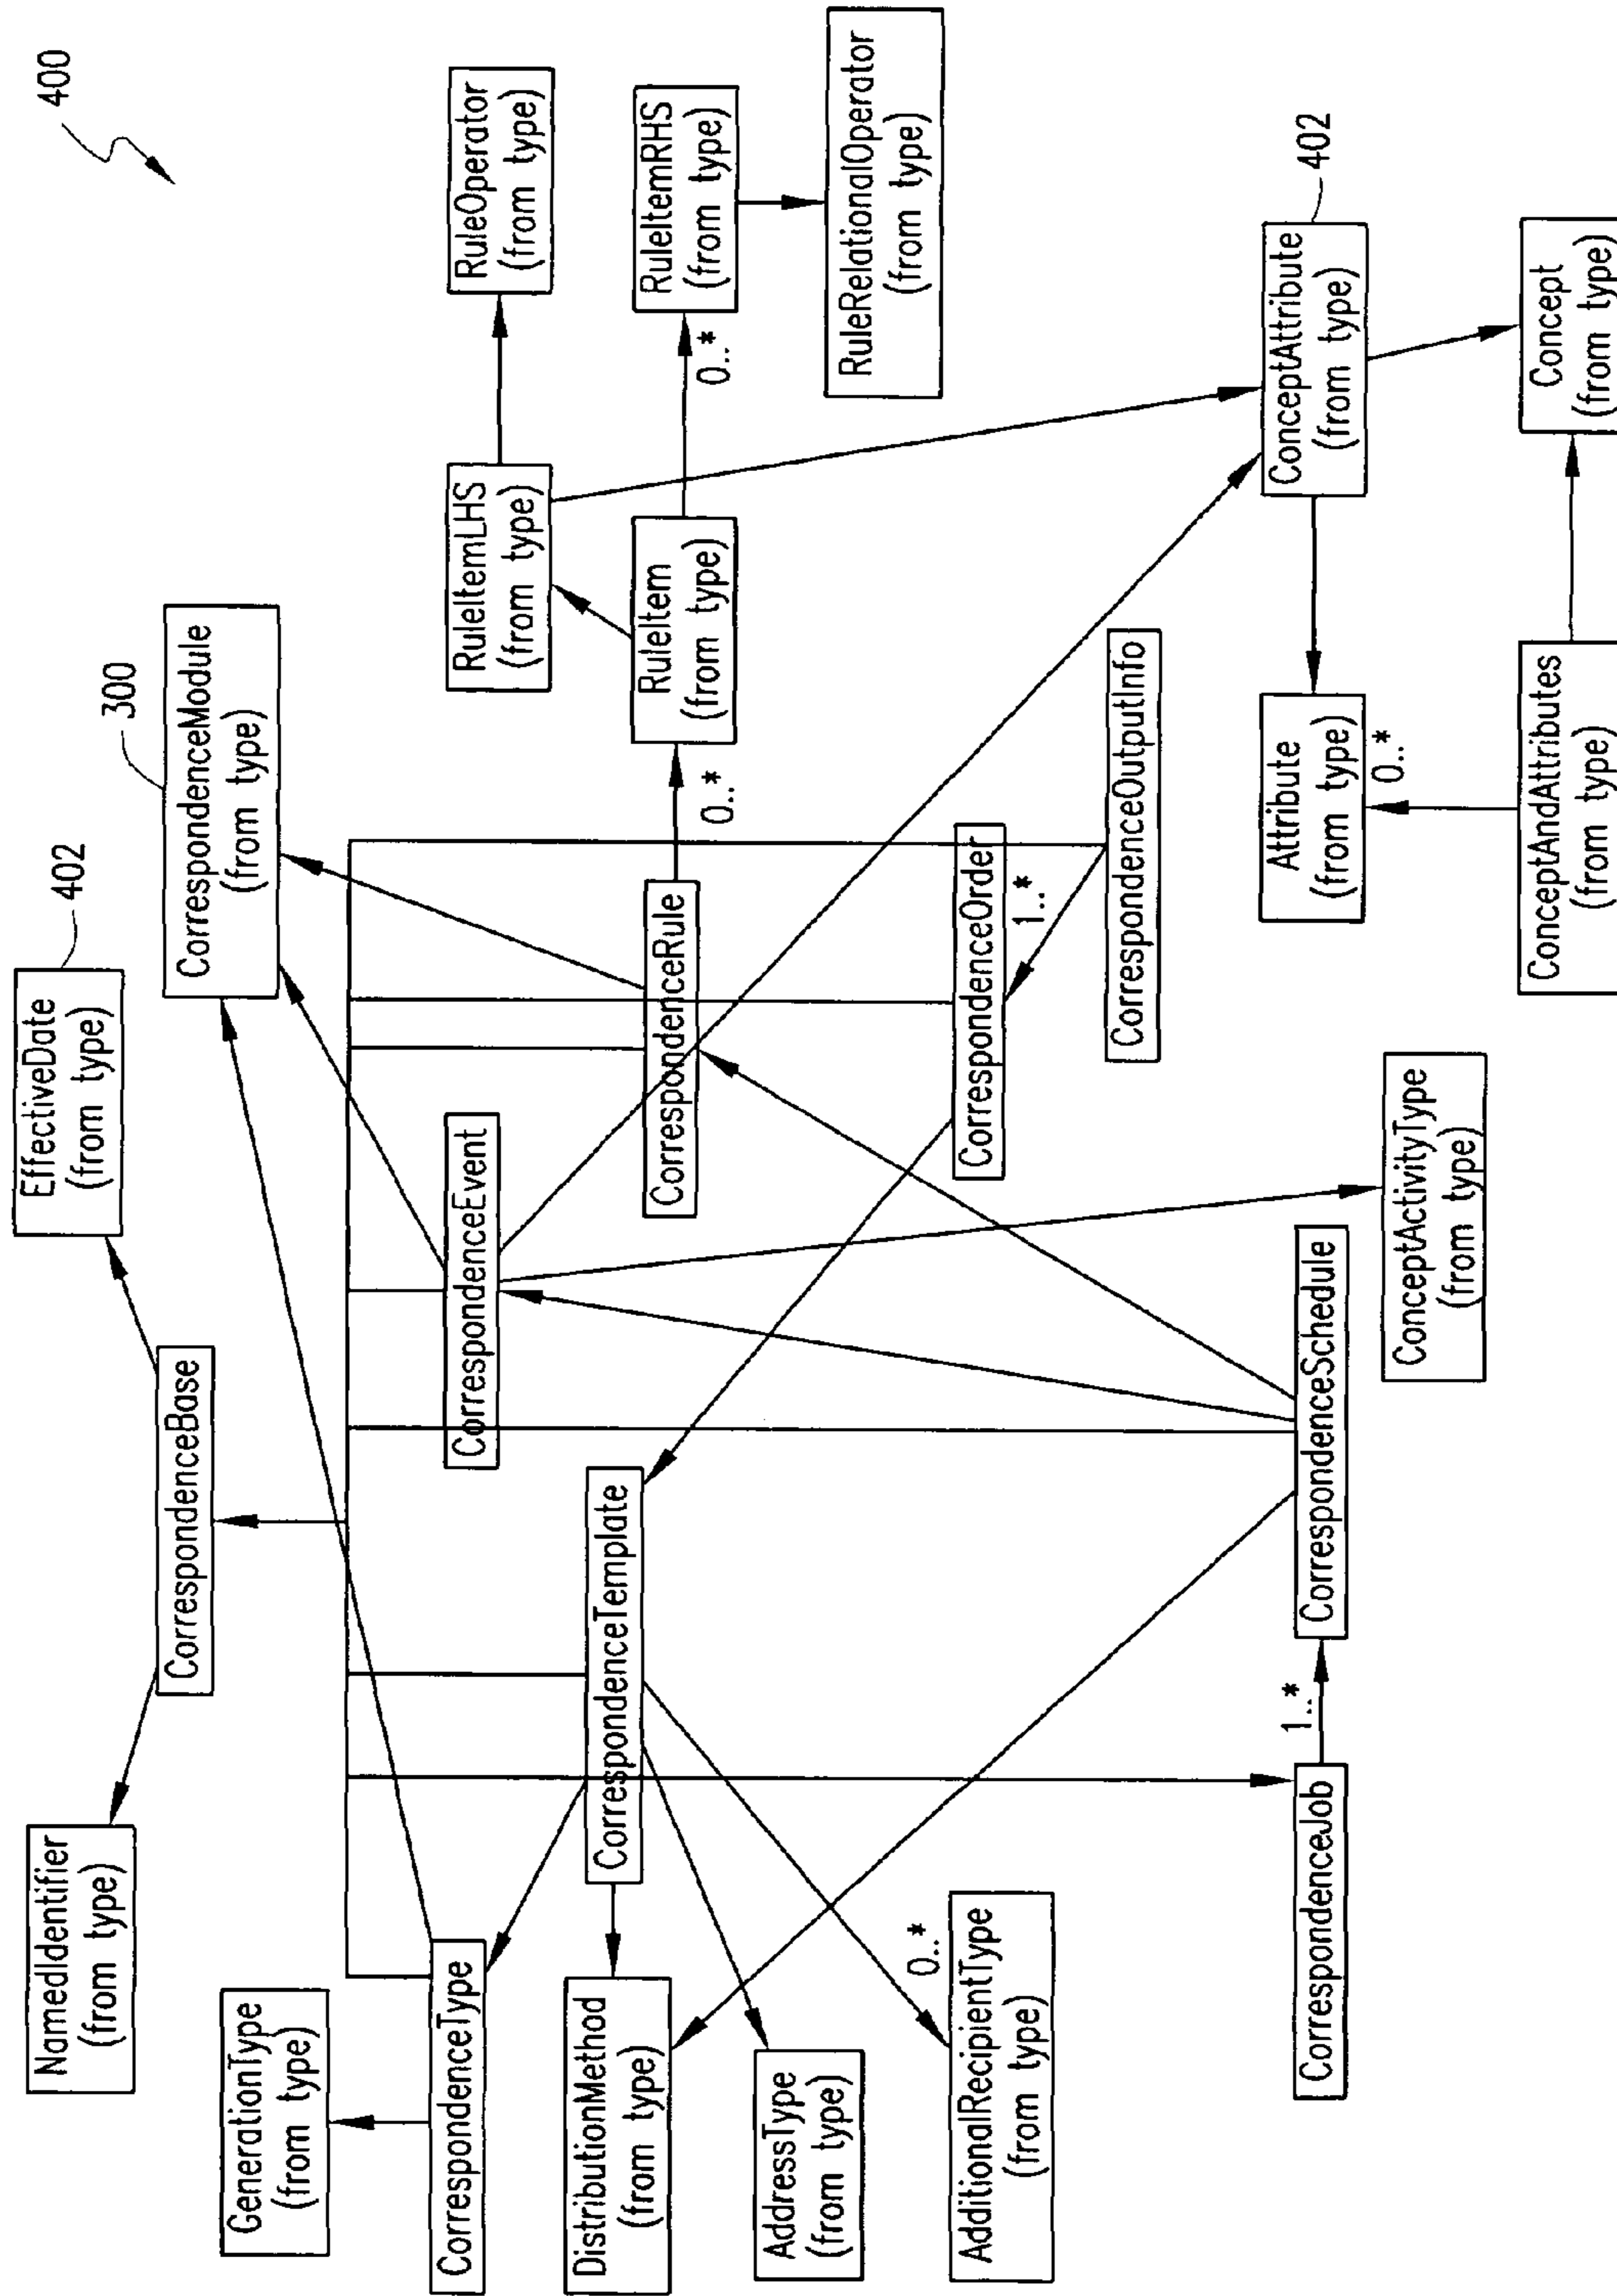 400
NamedIdentifier
(from type)
EffectiveDate
(from type)
402
CorrespondenceBase
300
CorrespondenceModule
(from type)
GenerationType
(from type)
CorrespondenceType
CorrespondenceEvent
RuleItemLHS
(from type)
RuleOperator
(from type)
DistributionMethod
(from type)
CorrespondenceTemplate
CorrespondenceRule
0..*
RuleItem
(from type)
0..*
RuleItemRHS
(from type)
AddressType
(from type)
RuleRelationalOperator
(from type)
0..*
AdditionalRecipientType
(from type)
CorrespondenceOrder
1..*
CorrespondenceOutputInfo
CorrespondenceJob
1..*
CorrespondenceSchedule
ConceptActivityType
(from type)
Attribute
(from type)
0..*
ConceptAttribute
(from type)
402
ConceptAndAttributes
(from type)
Concept
(from type)